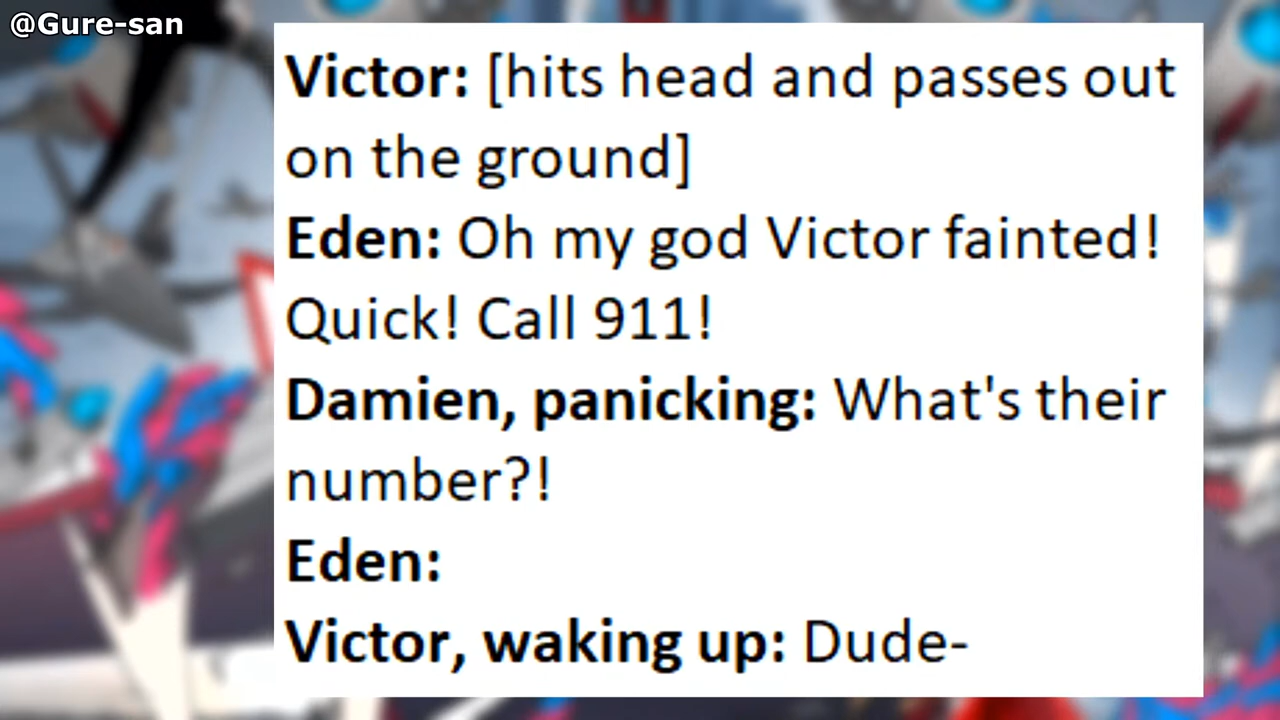 @Gure-san
Victor: [hits head and passes out
on the ground]
Eden: Oh my god Victor fainted!
Quick! Call 911!
Damien, panicking: What's their
number?!
Eden:
Victor, waking up: Dude-